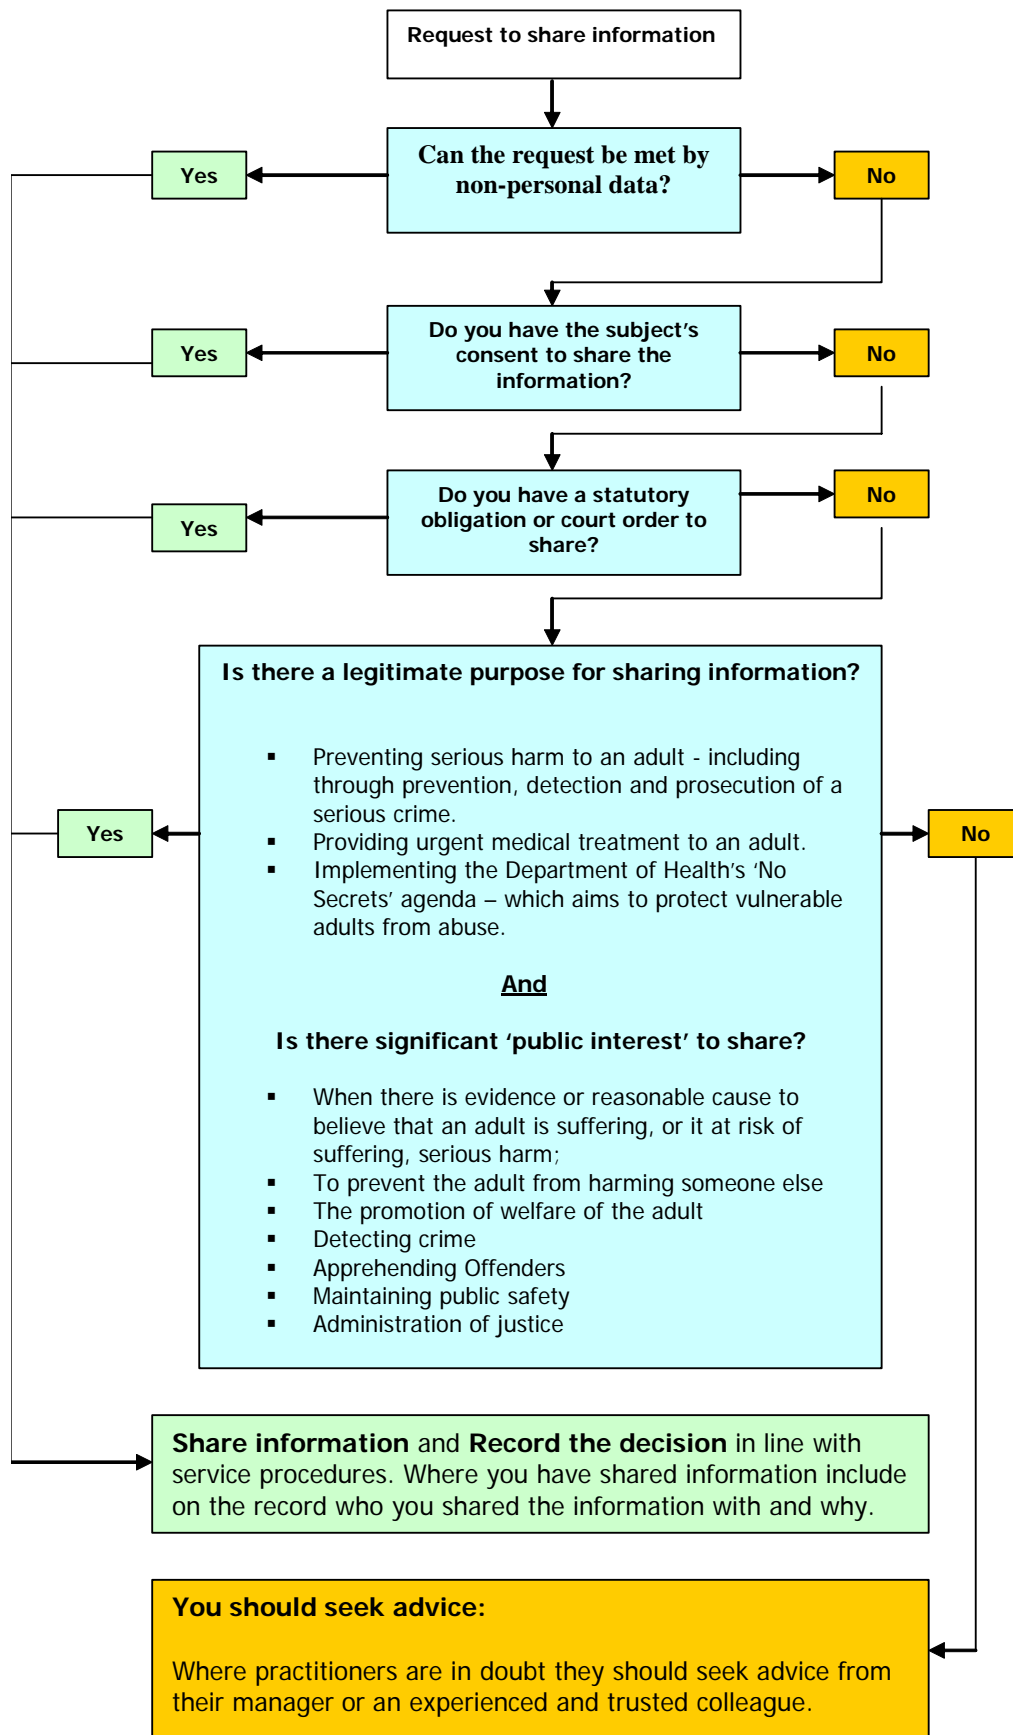 Request to share information
Can the request be met by
non-personal data?
Yes
No
Do you have the subject's
consent to share the
information?
Yes
No
Do you have a statutory
obligation or court order to
share?
Yes
No
Is there a legitimate purpose for sharing information?
▪ Preventing serious harm to an adult - including
through prevention, detection and prosecution of a
serious crime.
▪ Providing urgent medical treatment to an adult.
▪ Implementing the Department of Health's ‘No
Secrets’ agenda – which aims to protect vulnerable
adults from abuse.
Yes
No
And
Is there significant ‘public interest’ to share?
▪ When there is evidence or reasonable cause to
believe that an adult is suffering, or it at risk of
suffering, serious harm;
▪ To prevent the adult from harming someone else
▪ The promotion of welfare of the adult
▪ Detecting crime
▪ Apprehending Offenders
▪ Maintaining public safety
▪ Administration of justice
Share information and Record the decision in line with
service procedures. Where you have shared information include
on the record who you shared the information with and why.
You should seek advice:
Where practitioners are in doubt they should seek advice from
their manager or an experienced and trusted colleague.